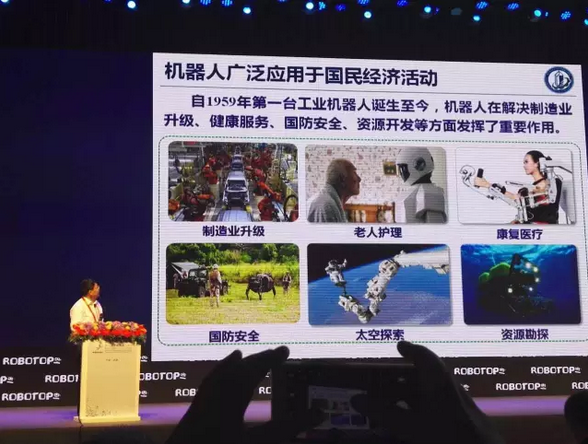 机器人广泛应用于国民经济活动
自1959年第一台工业机器人诞生至今，机器人在解决制造业
升级、健康服务、国防安全、资源开发等方面发挥了重要作用。
制造业升级
老人护理
康复医疗
国防安全
太空探索
资源勘探
ROBOTOP
ROBOTOP
ROBOTOP
ROBOTOP
ROBOTOP